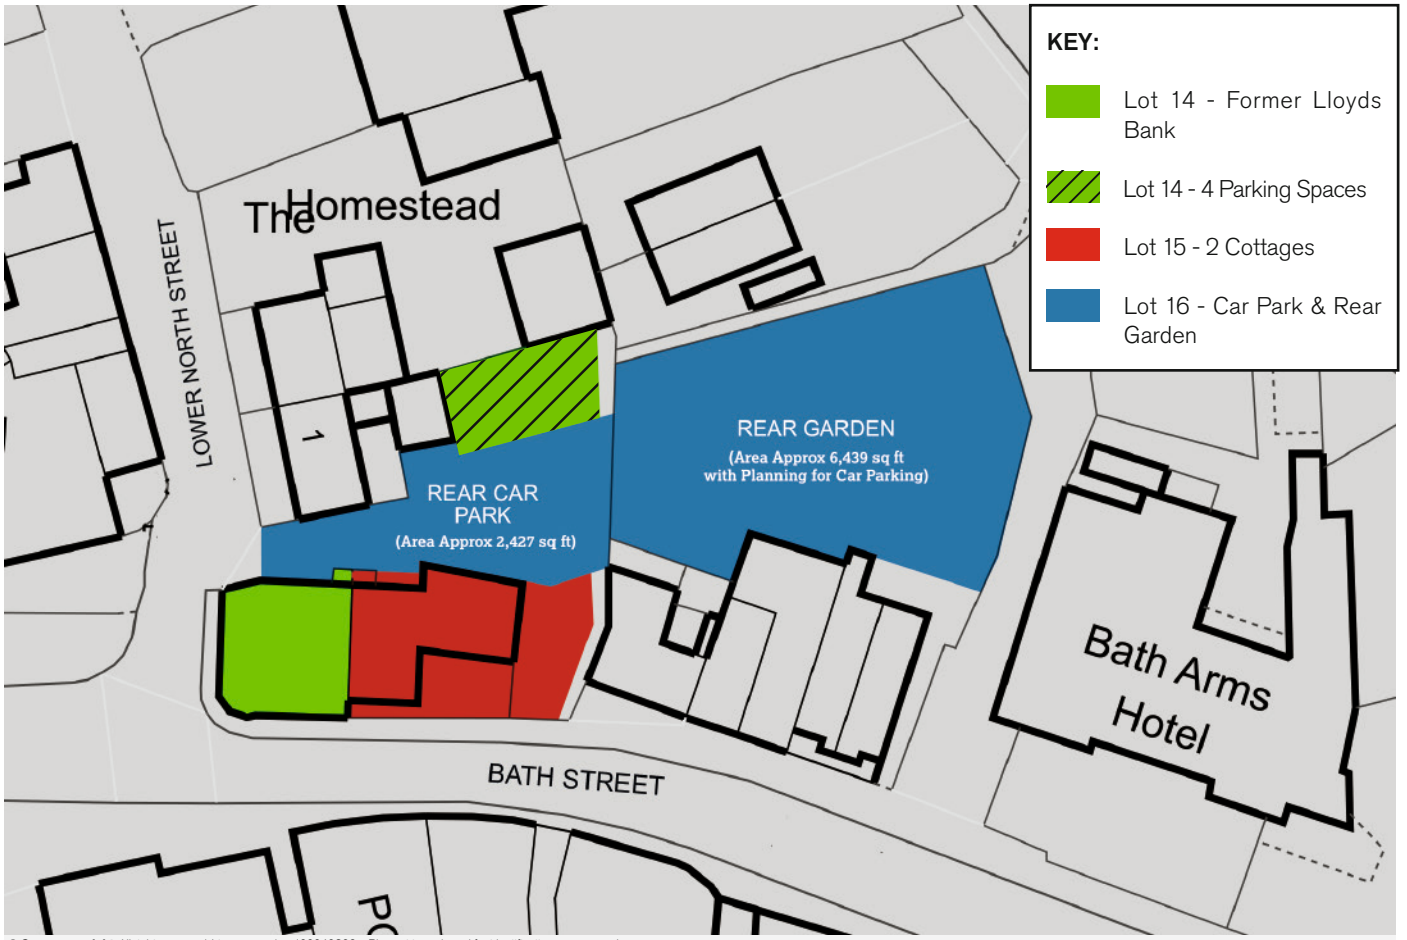 KEY:
Lot 14 - Former Lloyds
Bank
Lot 14 - 4 Parking Spaces
Lot 15 - 2 Cottages
Lot 16 - Car Park & Rear
Garden
The Homestead
LOWER NORTH STREET
1
REAR GARDEN
(Area Approx 6,439 sq ft
with Planning for Car Parking)
REAR CAR
PARK
(Area Approx 2,427 sq ft)
Bath Arms
Hotel
BATH STREET
PO